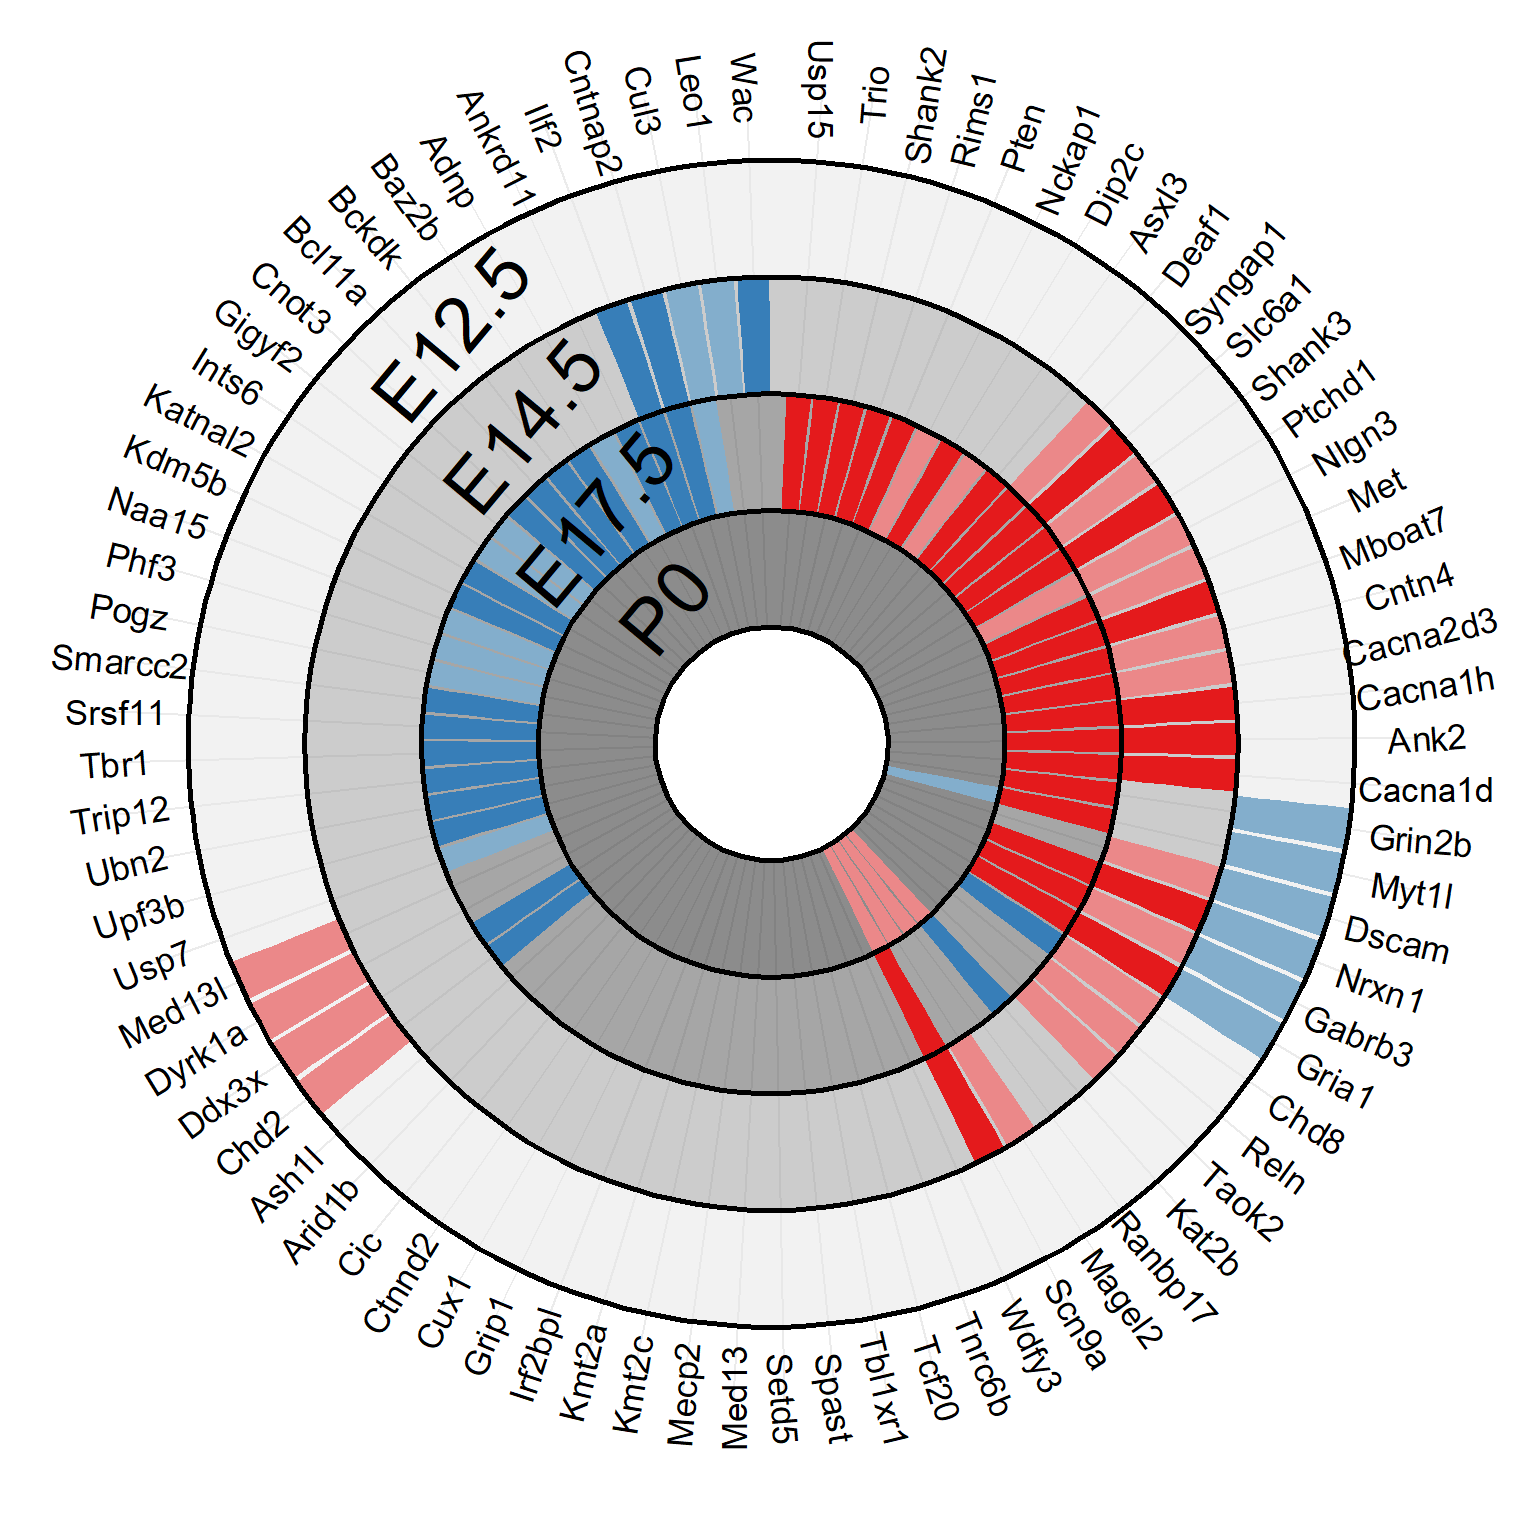 Usp15
Trio
Shank2
Rims1
Pten
Nckap1
Dip2c
Asxl3
Deaf1
Syngap1
Slc6a1
Shank3
Ptchd1
Nlgn3
Met
Mboat7
Cntn4
Cacna2d3
Cacna1h
Ank2
Cacna1d
Grin2b
Myt1l
Dscam
Nrxn1
Gabrb3
Gria1
Chd8
Reln
Taok2
Kat2b
Ranbp17
Magel2
Scn9a
Wdfy3
Tnrc6b
Tcf20
Tbl1xr1
Spast
Setd5
Med13
Mecp2
Kmt2c
Kmt2a
Irf2bpl
Grip1
Cux1
Ctnnd2
Cic
Arid1b
Ash1l
Chd2
Ddx3x
Dyrk1a
Med13l
Usp7
Upf3b
Ubn2
Trip12
Tbr1
Srsf11
Smarcc2
Pogz
Phf3
Naa15
Kdm5b
Katnal2
Ints6
Gigyf2
Cnot3
Bcl11a
Bckdk
Baz2b
Adnp
Ankrd11
Ilf2
Cntnap2
Cul3
Leo1
Wac
E12.5
E14.5
E17.5
P0